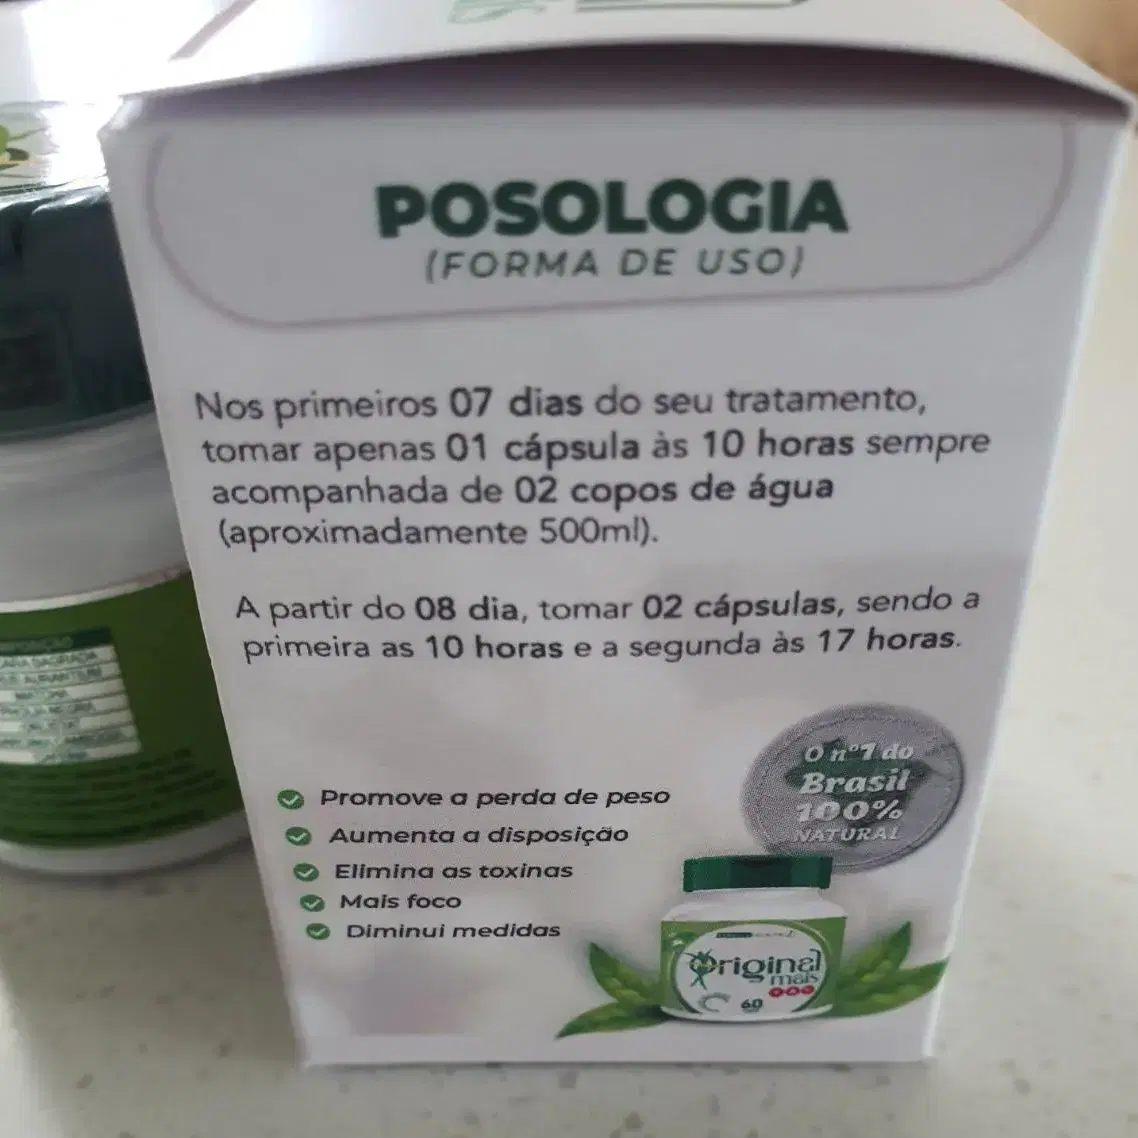 POSOLOGIA
(FORMA DE USO)
Nos primeiros 07 dias do seu tratamento,
tomar apenas 01 cápsula às 10 horas sempre
acompanhada de 02 copos de água
(aproximadamente 500ml).
A partir do 08 dia, tomar 02 cápsulas, sendo a
primeira as 10 horas e a segunda às 17 horas.
Promove a perda de peso
Aumenta a disposição
Elimina as toxinas
Mais foco
Diminui medidas
O nº1 do
Brasil
100%
NATURAL
Original
mais
60